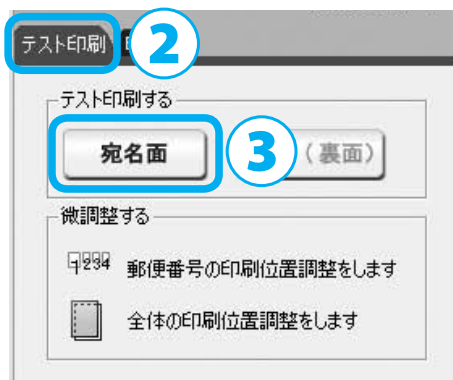 テスト印刷 2
テスト印刷する
宛名面 3 (裏面)
微調整する
1234 郵便番号の印刷位置調整をします
全体の印刷位置調整をします